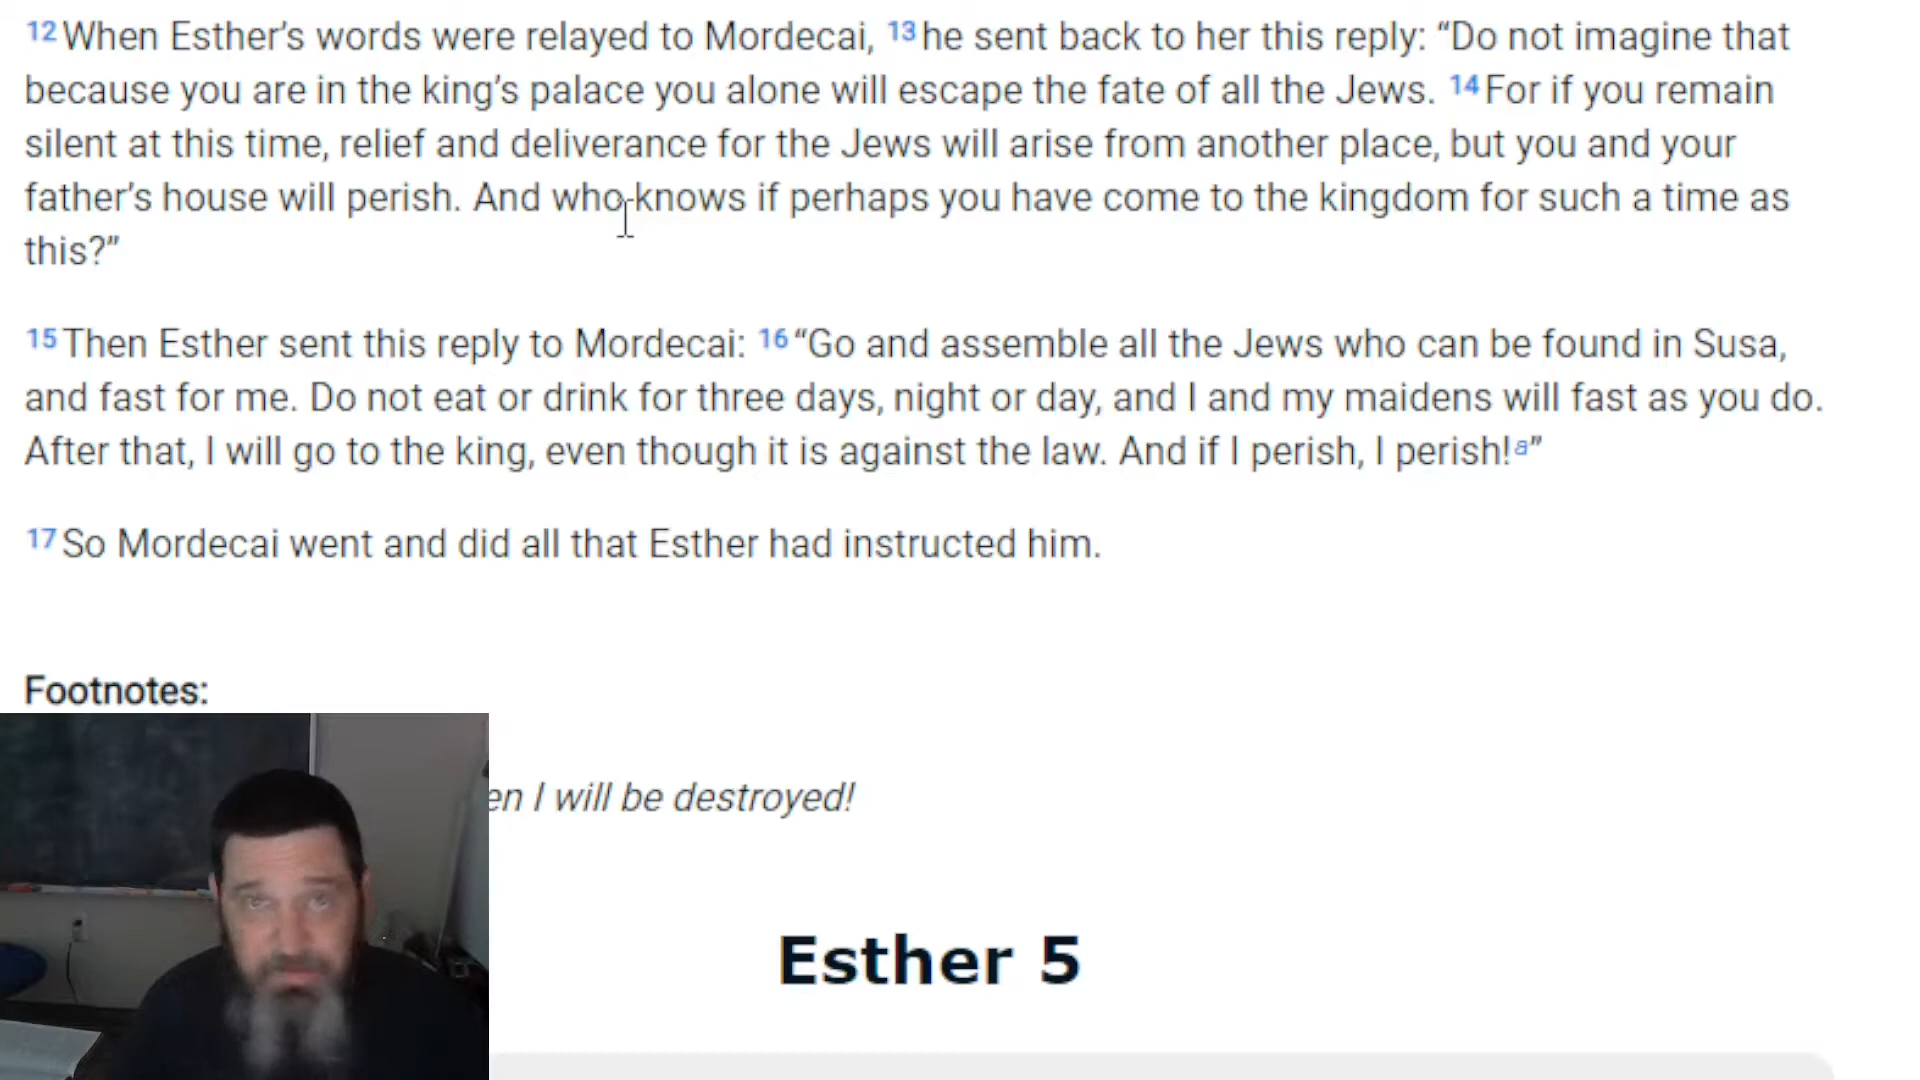 12 When Esther’s words were relayed to Mordecai, 13 he sent back to her this reply: “Do not imagine that
because you are in the king’s palace you alone will escape the fate of all the Jews. 14 For if you remain
silent at this time, relief and deliverance for the Jews will arise from another place, but you and your
father’s house will perish. And who knows if perhaps you have come to the kingdom for such a time as
this?”
15 Then Esther sent this reply to Mordecai: 16 “Go and assemble all the Jews who can be found in Susa,
and fast for me. Do not eat or drink for three days, night or day, and I and my maidens will fast as you do.
After that, I will go to the king, even though it is against the law. And if I perish, I perish!a”
17 So Mordecai went and did all that Esther had instructed him.
Footnotes:
en I will be destroyed!
Esther 5